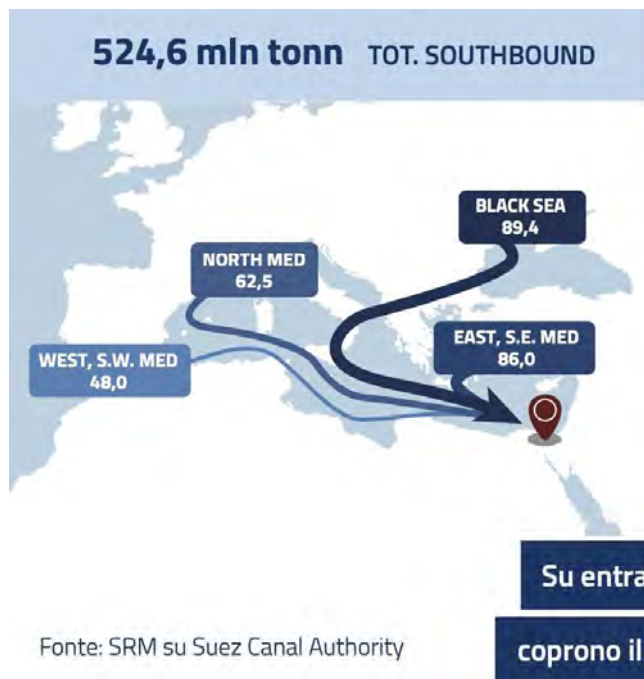 524,6 mln tonn TOT. SOUTHBOUND
BLACK SEA
89,4
NORTH MED
62,5
EAST, S.E. MED
86,0
WEST, S.W. MED
48,0
Su entra
Fonte: SRM su Suez Canal Authority
coprono il